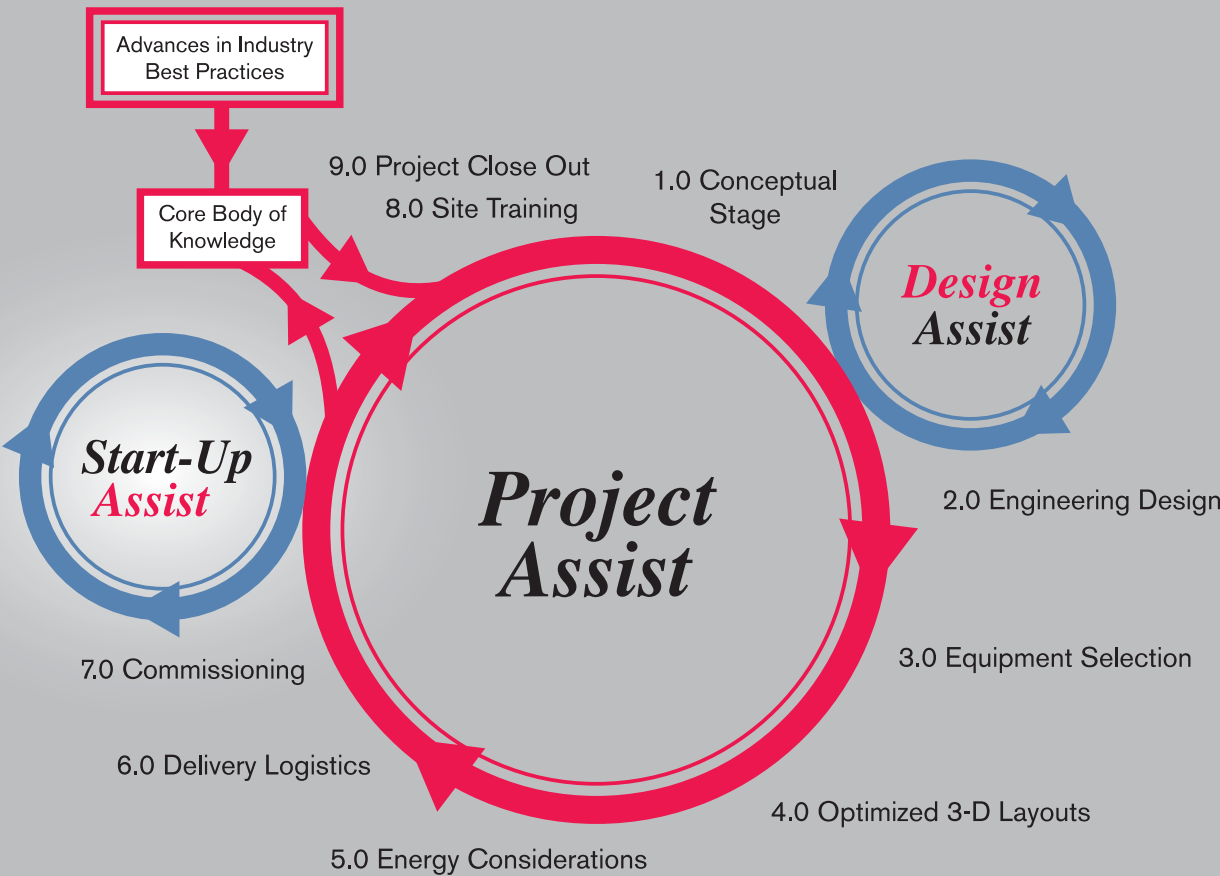 Advances in Industry
Best Practices
Core Body of
Knowledge
9.0 Project Close Out
8.0 Site Training
1.0 Conceptual
Stage
Design
Assist
2.0 Engineering Design
3.0 Equipment Selection
4.0 Optimized 3-D Layouts
5.0 Energy Considerations
6.0 Delivery Logistics
7.0 Commissioning
Start-Up
Assist
Project
Assist